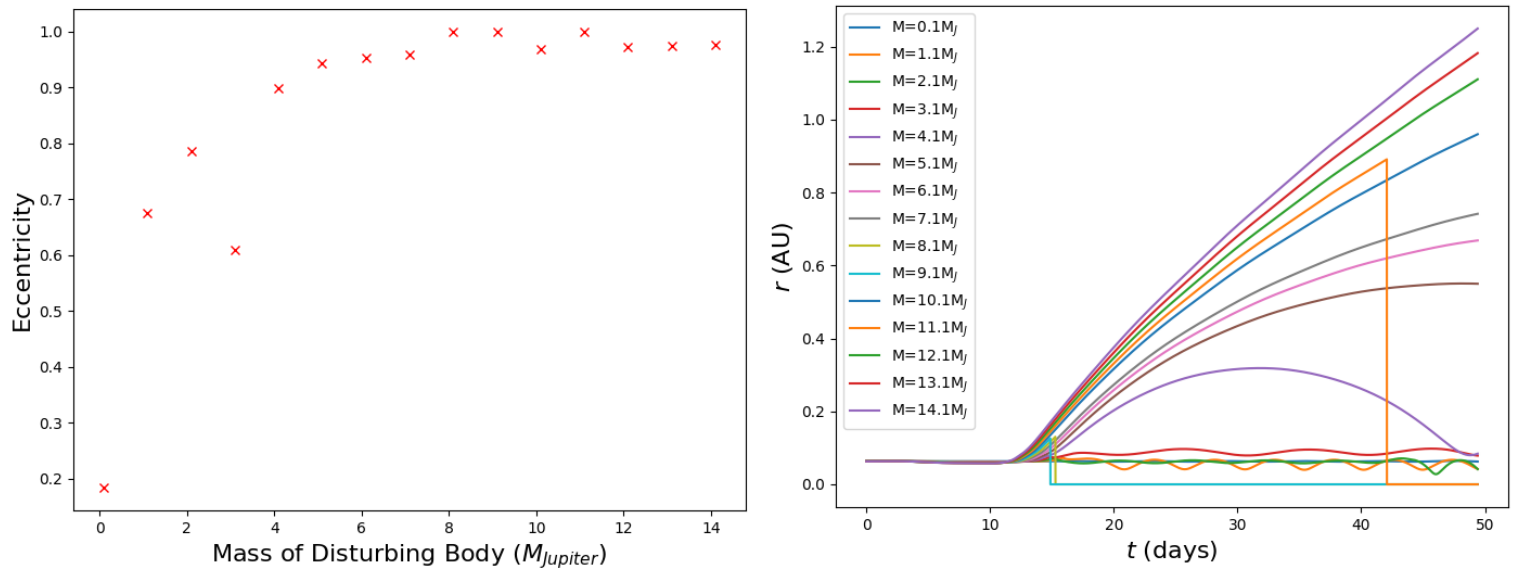 1.0
0.9
0.8
0.7
0.6
0.5
0.4
0.3
0.2
Eccentricity
0 2 4 6 8 10 12 14
Mass of Disturbing Body (M_Jupiter)
1.2
1.0
0.8
0.6
0.4
0.2
0.0
r (AU)
M=0.1M_J
M=1.1M_J
M=2.1M_J
M=3.1M_J
M=4.1M_J
M=5.1M_J
M=6.1M_J
M=7.1M_J
M=8.1M_J
M=9.1M_J
M=10.1M_J
M=11.1M_J
M=12.1M_J
M=13.1M_J
M=14.1M_J
0 10 20 30 40 50
t (days)